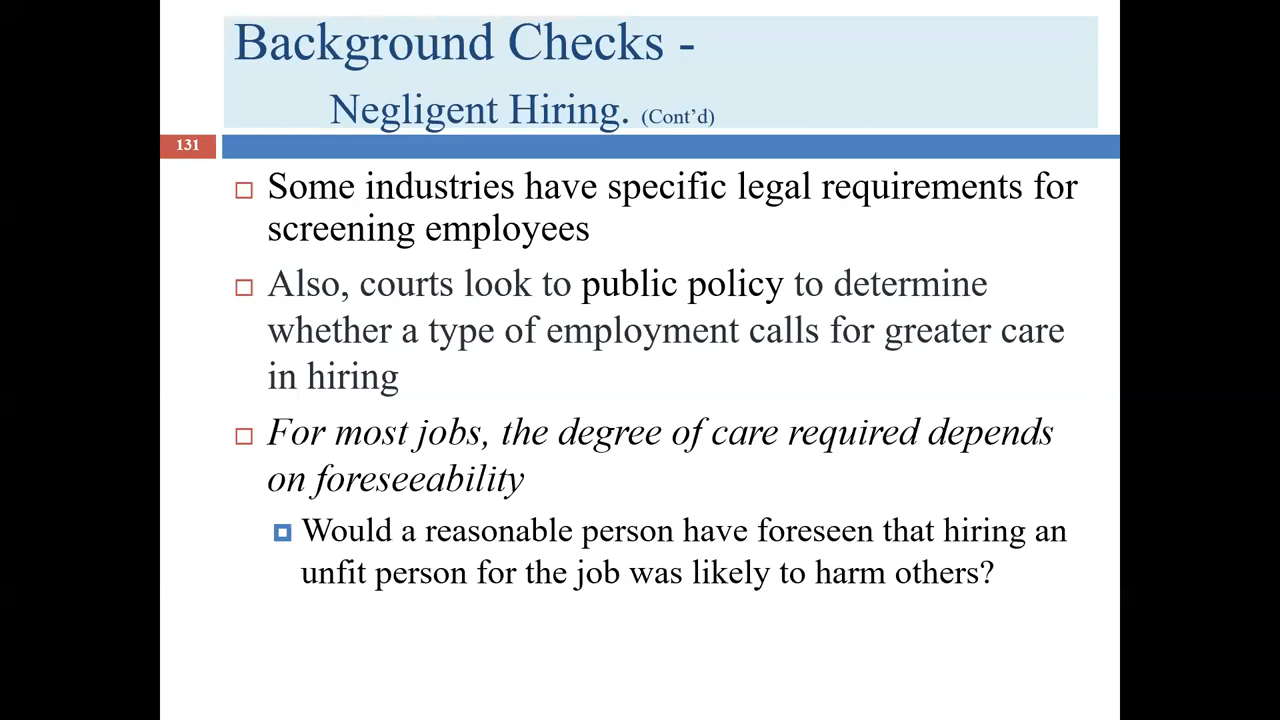 Background Checks -
Negligent Hiring. (Cont’d)
131
Some industries have specific legal requirements for
screening employees
Also, courts look to public policy to determine
whether a type of employment calls for greater care
in hiring
For most jobs, the degree of care required depends
on foreseeability
Would a reasonable person have foreseen that hiring an
unfit person for the job was likely to harm others?